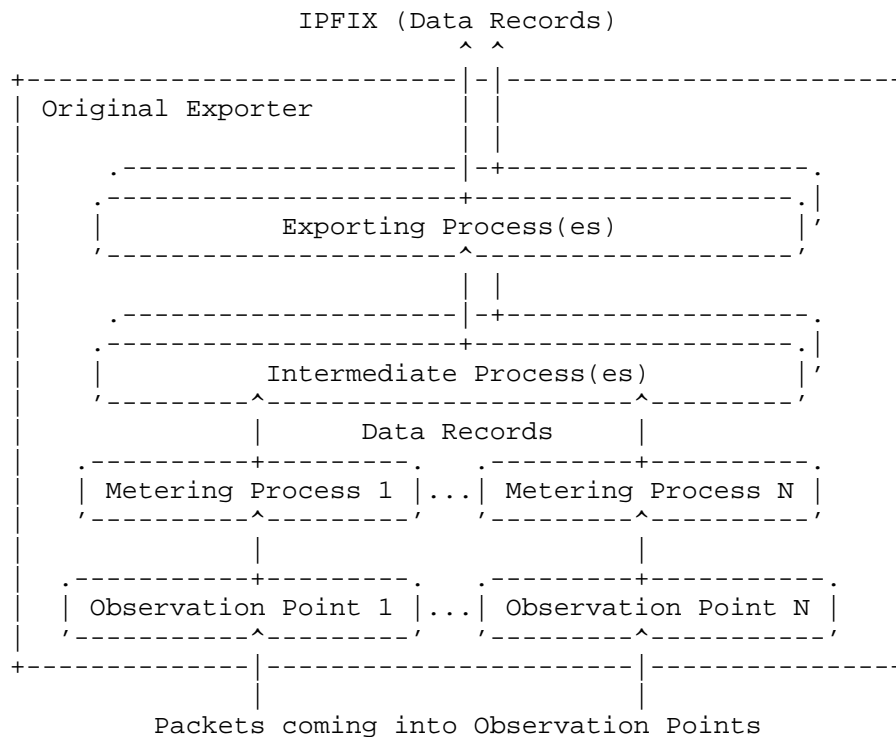 IPFIX (Data Records)
Original Exporter
Exporting Process(es)
Intermediate Process(es)
Data Records
Metering Process 1 |...| Metering Process N
Observation Point 1 |...| Observation Point N
Packets coming into Observation Points